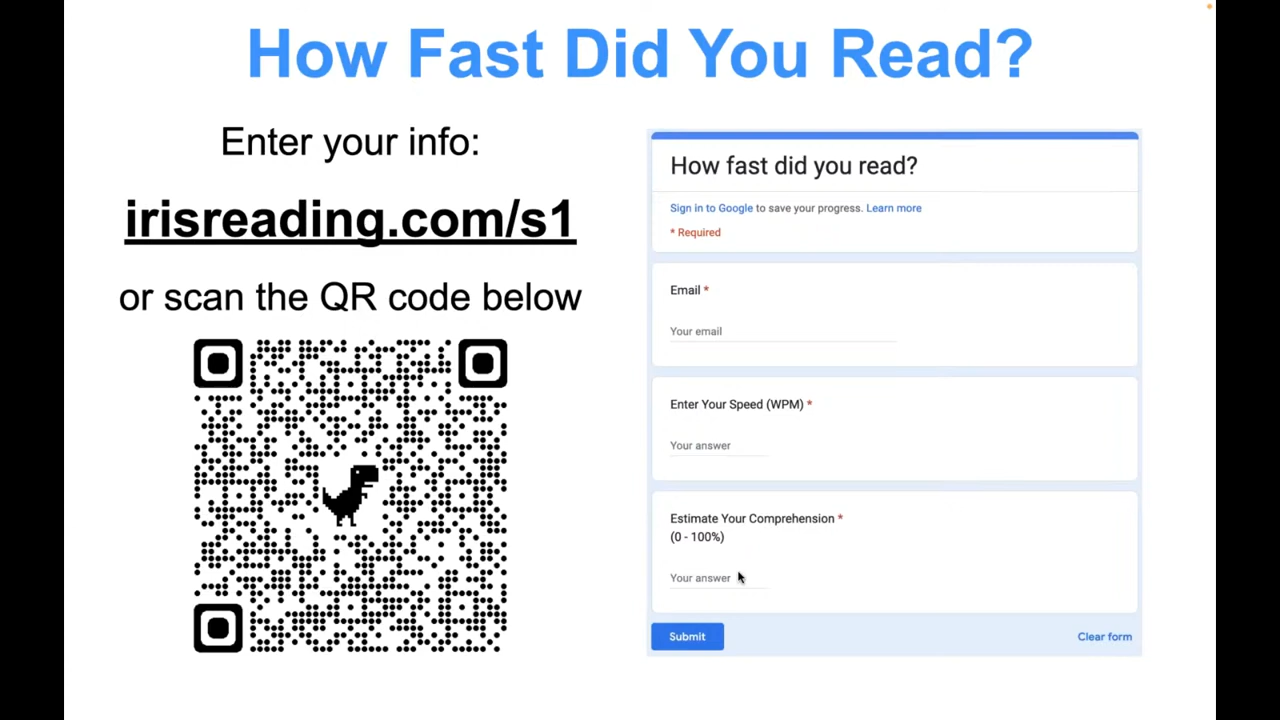 How Fast Did You Read?
Enter your info:
irisreading.com/s1
or scan the QR code below
How fast did you read?
Sign in to Google to save your progress. Learn more
* Required
Email *
Your email
Enter Your Speed (WPM) *
Your answer
Estimate Your Comprehension *
(0 - 100%)
Your answer
Submit
Clear form